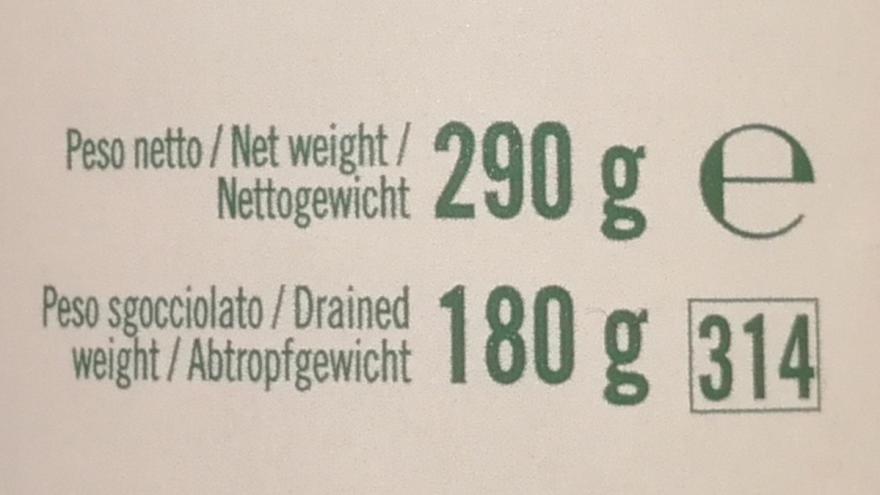 Peso netto / Net weight /
Nettogewicht
290 g ℮
Peso sgocciolato / Drained
weight / Abtropfgewicht
180 g
314